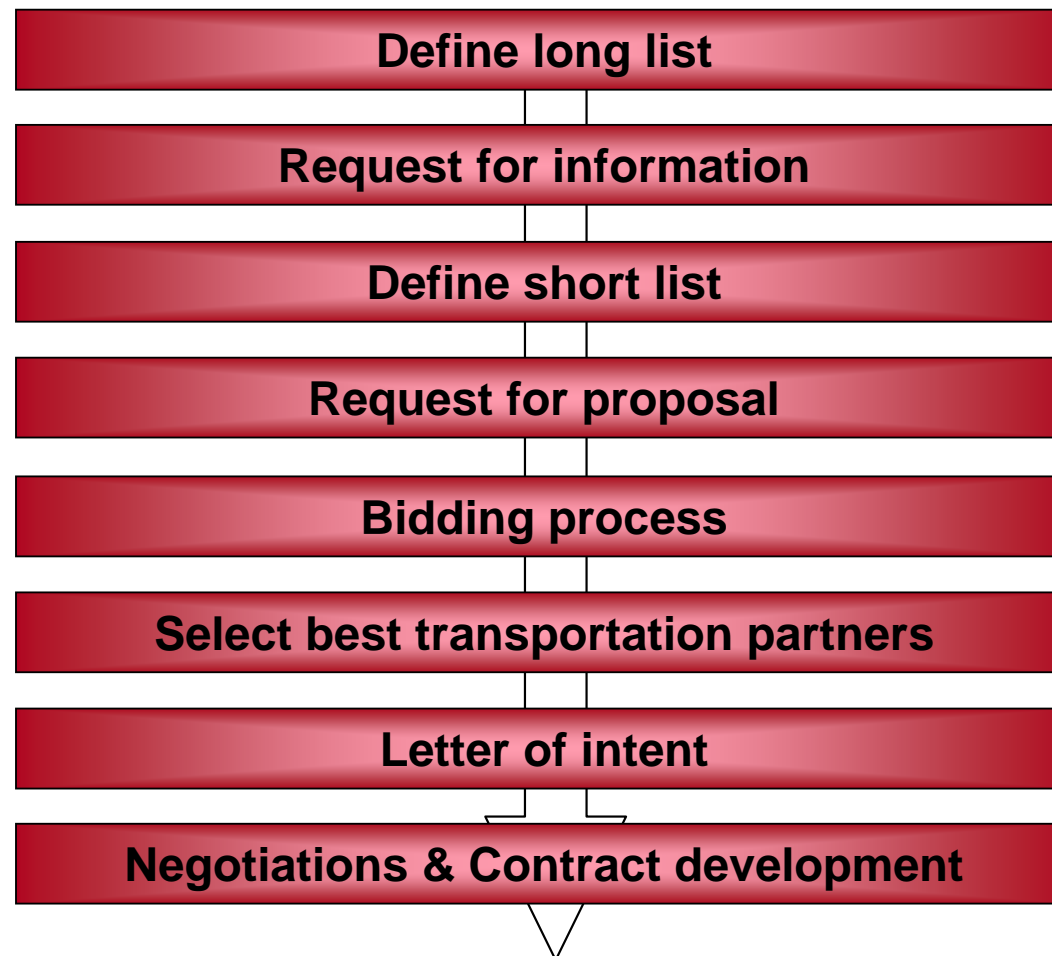 Define long list
Request for information
Define short list
Request for proposal
Bidding process
Select best transportation partners
Letter of intent
Negotiations & Contract development